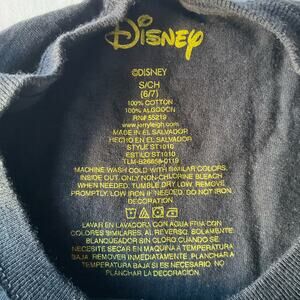 Disney
©DISNEY
S/CH
(6/7)
100% COTTON
100% ALGODON
RN# 55219
www.jerryleigh.com
MADE IN EL SALVADOR
HECHO EN EL SALVADOR
STYLE ST1010
ESTILO ST1010
TLM-B26858-0119
MACHINE WASH COLD WITH SIMILAR COLORS,
INSIDE OUT. ONLY NON-CHLORINE BLEACH
WHEN NEEDED. TUMBLE DRY LOW. REMOVE
PROMPTLY. LOW IRON IF NEEDED. DO NOT IRON
DECORATION
LAVAR EN LAVADORA, CON AGUA FRIA CON
COLORES SIMILARES, AL REVERSO. SOLAMENTE
BLANQUEADOR SIN CLORO CUANDO SE
NECESITE SECAR EN MAQUINA A TEMPERATURA
BAJA. REMOVER IMMEDIATAMENTE. PLANCHAR A
TEMPERATURA BAJA SI ES NECESARIO. NO
PLANCHAR LA DECORACION.